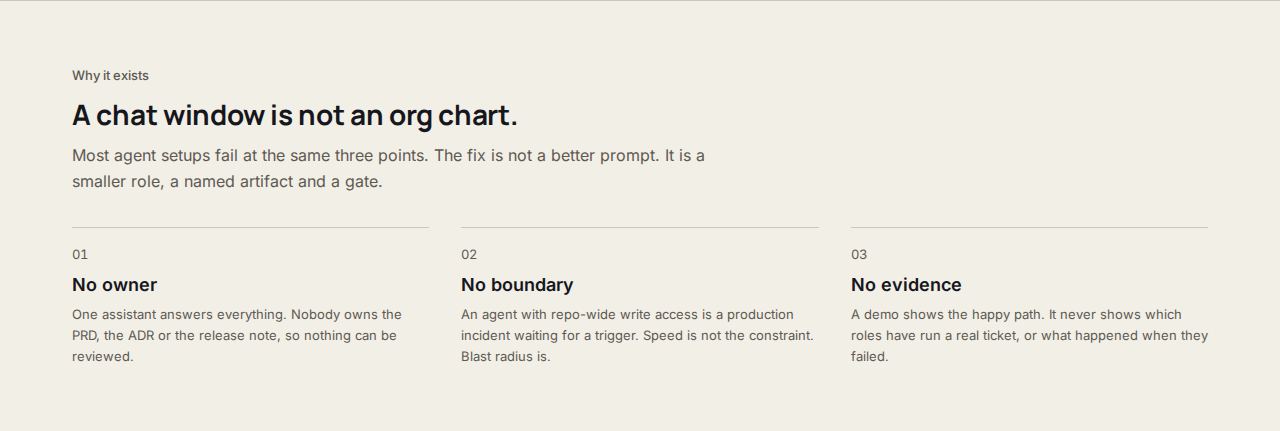 Why it exists
A chat window is not an org chart.
Most agent setups fail at the same three points. The fix is not a better prompt. It is a
smaller role, a named artifact and a gate.
01
No owner
One assistant answers everything. Nobody owns the
PRD, the ADR or the release note, so nothing can be
reviewed.
02
No boundary
An agent with repo-wide write access is a production
incident waiting for a trigger. Speed is not the constraint.
Blast radius is.
03
No evidence
A demo shows the happy path. It never shows which
roles have run a real ticket, or what happened when they
failed.